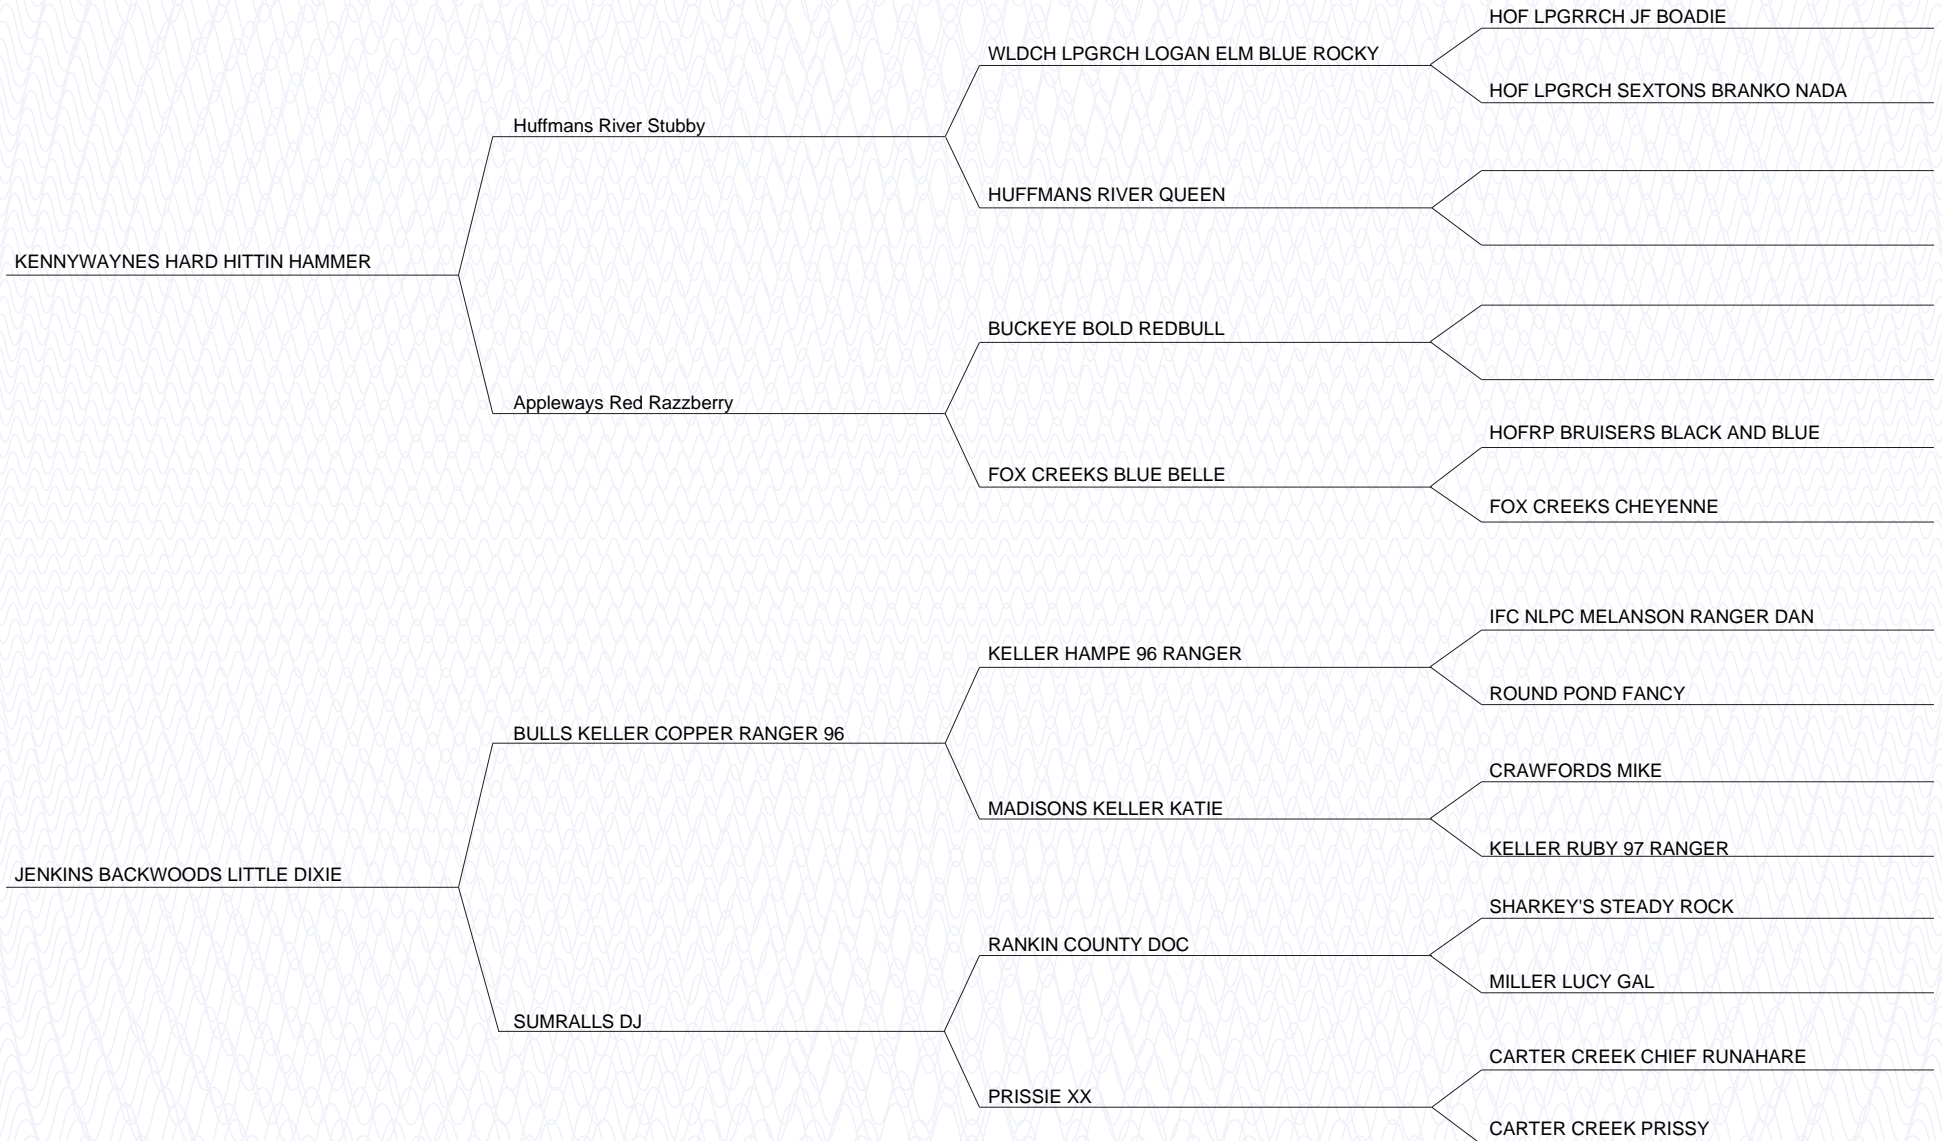 HOF LPGRRCH JF BOADIE
WLDCH LPGRCH LOGAN ELM BLUE ROCKY
HOF LPGRCH SEXTONS BRANKO NADA
Huffmans River Stubby
HUFFMANS RIVER QUEEN
KENNYWAYNES HARD HITTIN HAMMER
BUCKEYE BOLD REDBULL
Appleways Red Razzberry
HOFRP BRUISERS BLACK AND BLUE
FOX CREEKS BLUE BELLE
FOX CREEKS CHEYENNE
IFC NLPC MELANSON RANGER DAN
KELLER HAMPE 96 RANGER
ROUND POND FANCY
BULLS KELLER COPPER RANGER 96
CRAWFORDS MIKE
MADISONS KELLER KATIE
KELLER RUBY 97 RANGER
JENKINS BACKWOODS LITTLE DIXIE
SHARKEY'S STEADY ROCK
RANKIN COUNTY DOC
MILLER LUCY GAL
SUMRALLS DJ
CARTER CREEK CHIEF RUNAHARE
PRISSIE XX
CARTER CREEK PRISSY